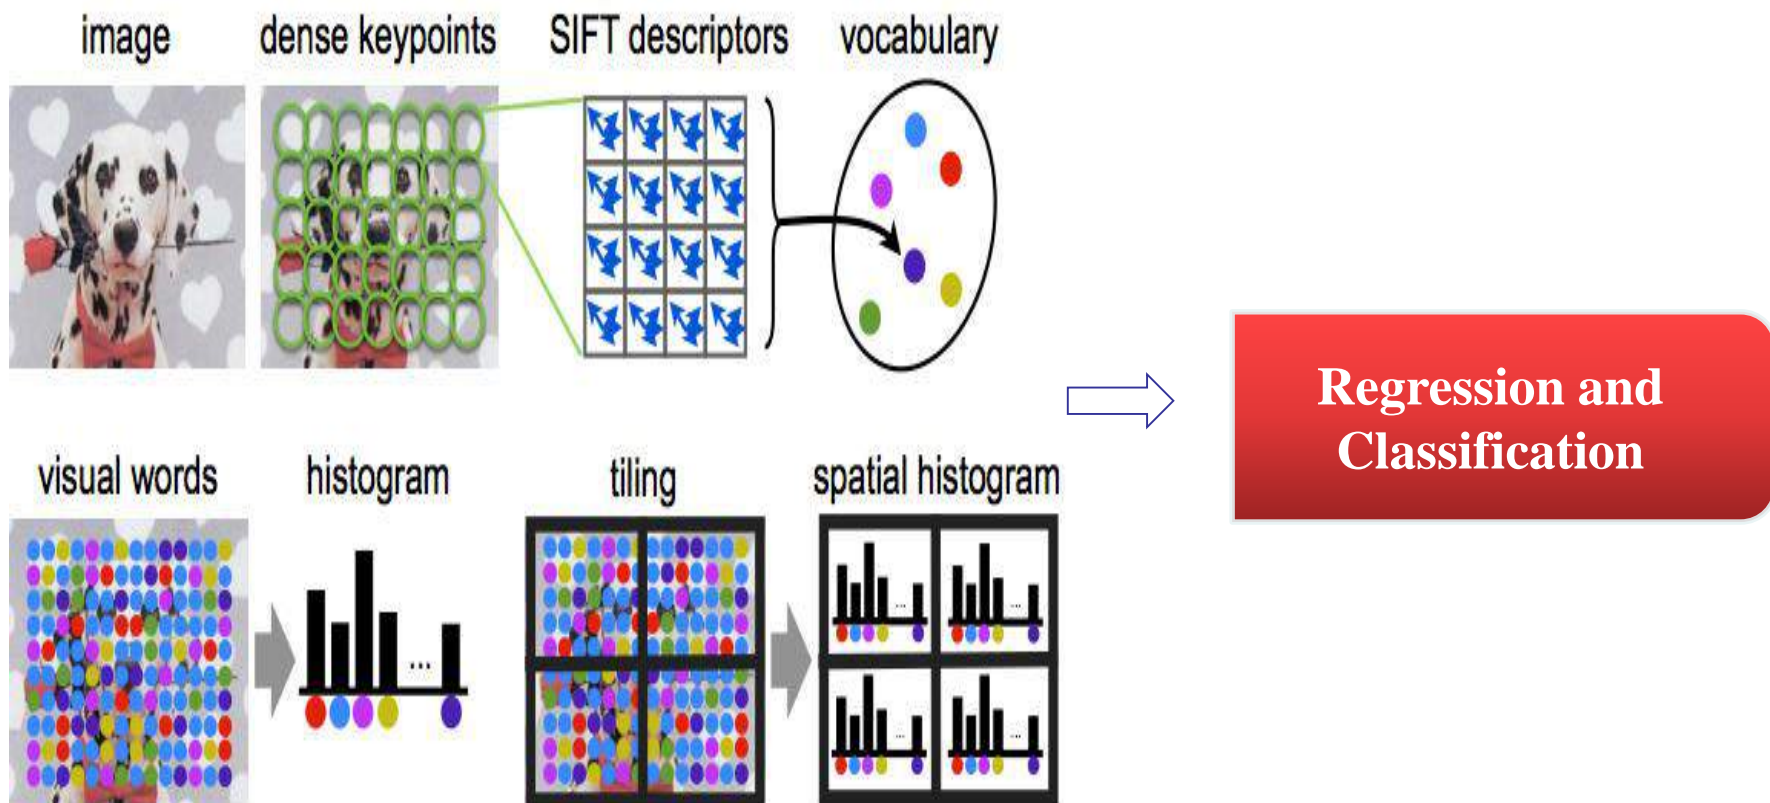 image
dense keypoints
SIFT descriptors
vocabulary
Regression and
Classification
visual words
histogram
tiling
spatial histogram
...
...
...
...
...